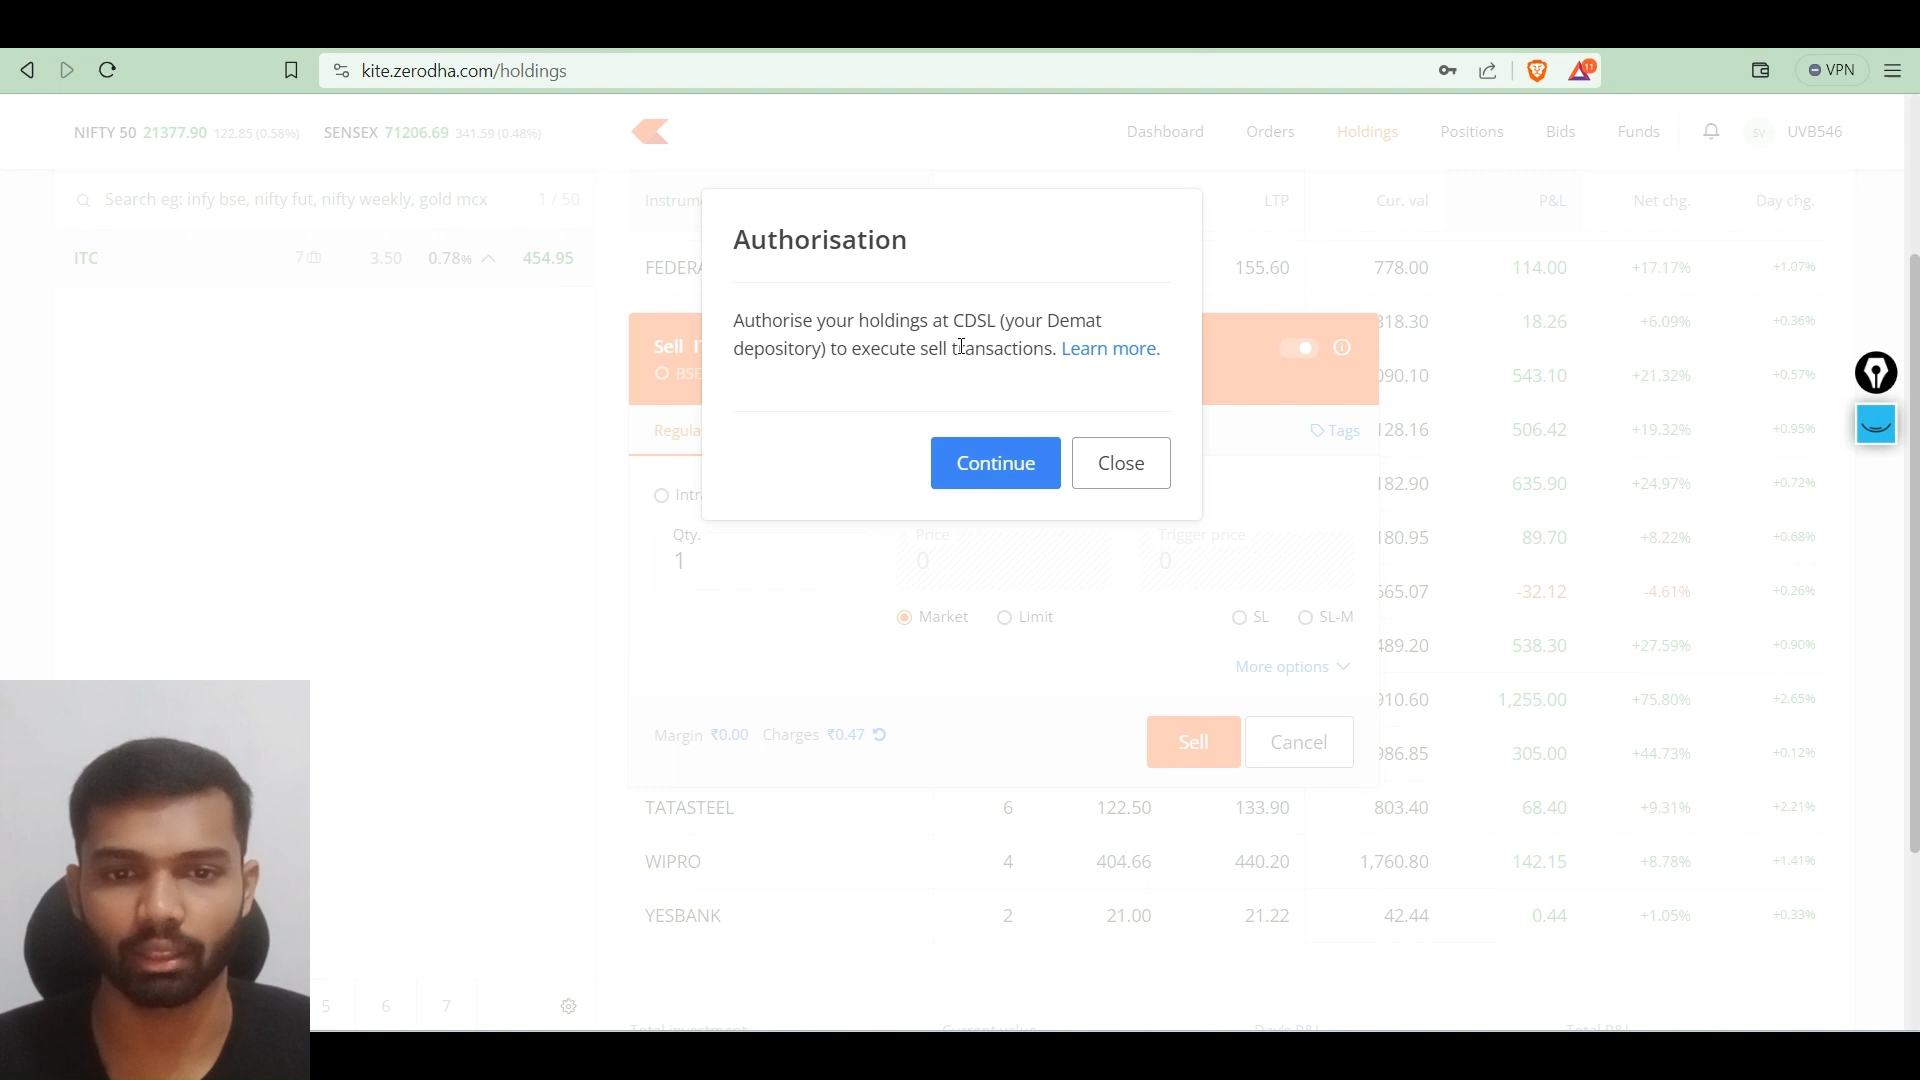 kite.zerodha.com/holdings
11
VPN
NIFTY 50 21377.90 122.85 (0.58%) SENSEX 71206.69 341.59 (0.48%)
Dashboard Orders Holdings Positions Bids Funds SV UVB546
Search eg: infy bse, nifty fut, nifty weekly, gold mcx 1 / 50
ITC 7 3.50 0.78% 454.95
LTP Cur. val P&L Net chg. Day chg.
155.60 778.00 114.00 +17.17% +1.07%
18.26 +6.09% +0.36%
543.10 +21.32% +0.57%
506.42 +19.32% +0.95%
635.90 +24.97% +0.72%
89.70 +8.22% +0.68%
-32.12 -4.61% +0.26%
538.30 +27.59% +0.90%
1,255.00 +75.80% +2.65%
305.00 +44.73% +0.12%
TATASTEEL 6 122.50 133.90 803.40 68.40 +9.31% +2.21%
WIPRO 4 404.66 440.20 1,760.80 142.15 +8.78% +1.41%
YESBANK 2 21.00 21.22 42.44 0.44 +1.05% +0.33%
Authorisation
Authorise your holdings at CDSL (your Demat
depository) to execute sell transactions. Learn more.
Continue Close
Sell
BSE
Tags
Qty. Price Trigger price
1 0 0
Market Limit SL SL-M
More options
Margin ₹0.00 Charges ₹0.47
Sell Cancel
5 6 7